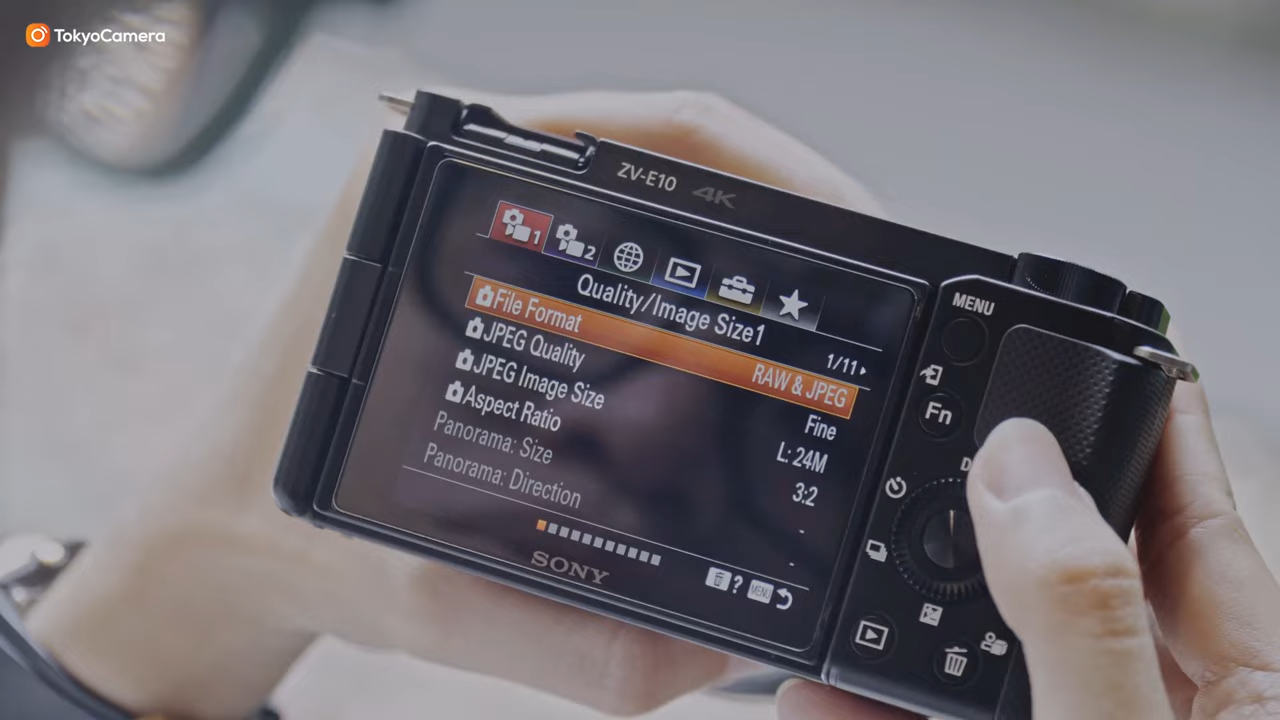 TokyoCamera
ZV-E10 4K
1 2
Quality/Image Size1
1/11
File Format RAW & JPEG
JPEG Quality Fine
JPEG Image Size L: 24M
Aspect Ratio 3:2
Panorama: Size -
Panorama: Direction -
? MENU
SONY
MENU
Fn